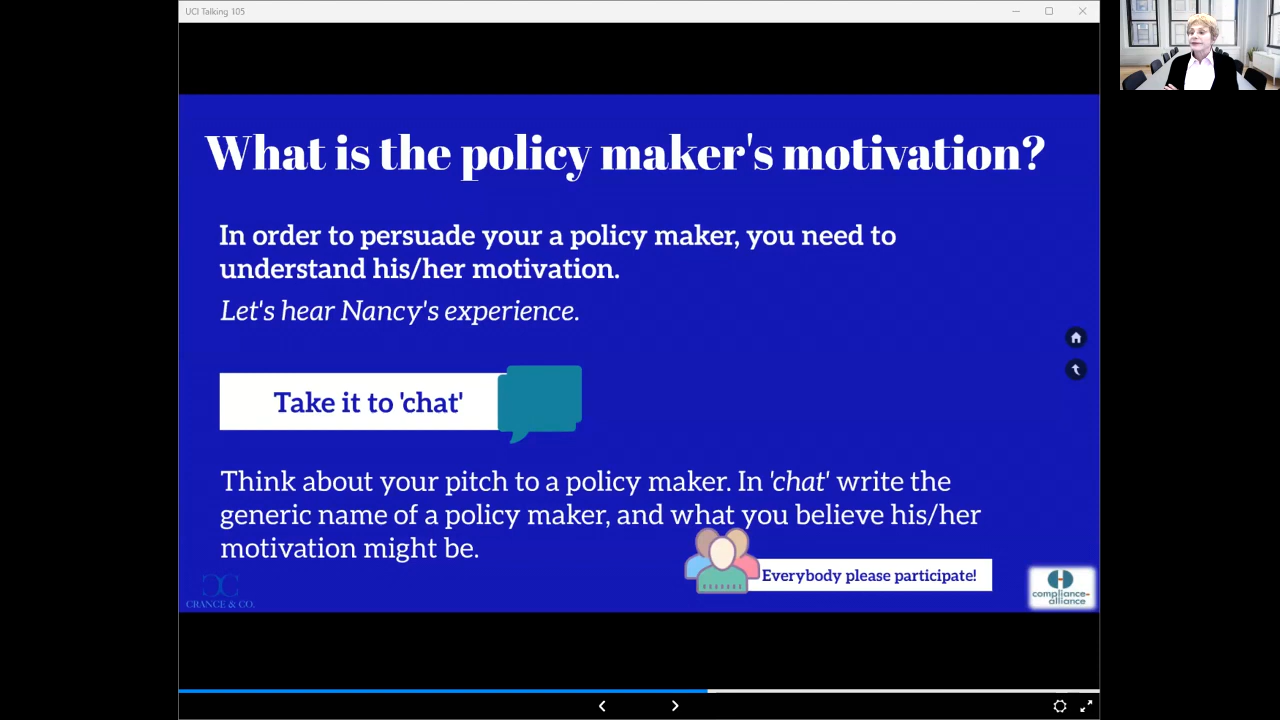 UCI Talking 105
What is the policy maker's motivation?
In order to persuade your a policy maker, you need to
understand his/her motivation.
Let's hear Nancy's experience.
Take it to 'chat'
Think about your pitch to a policy maker. In 'chat' write the
generic name of a policy maker, and what you believe his/her
motivation might be.
Everybody please participate!
CRANCE & CO.
compliance-
alliance